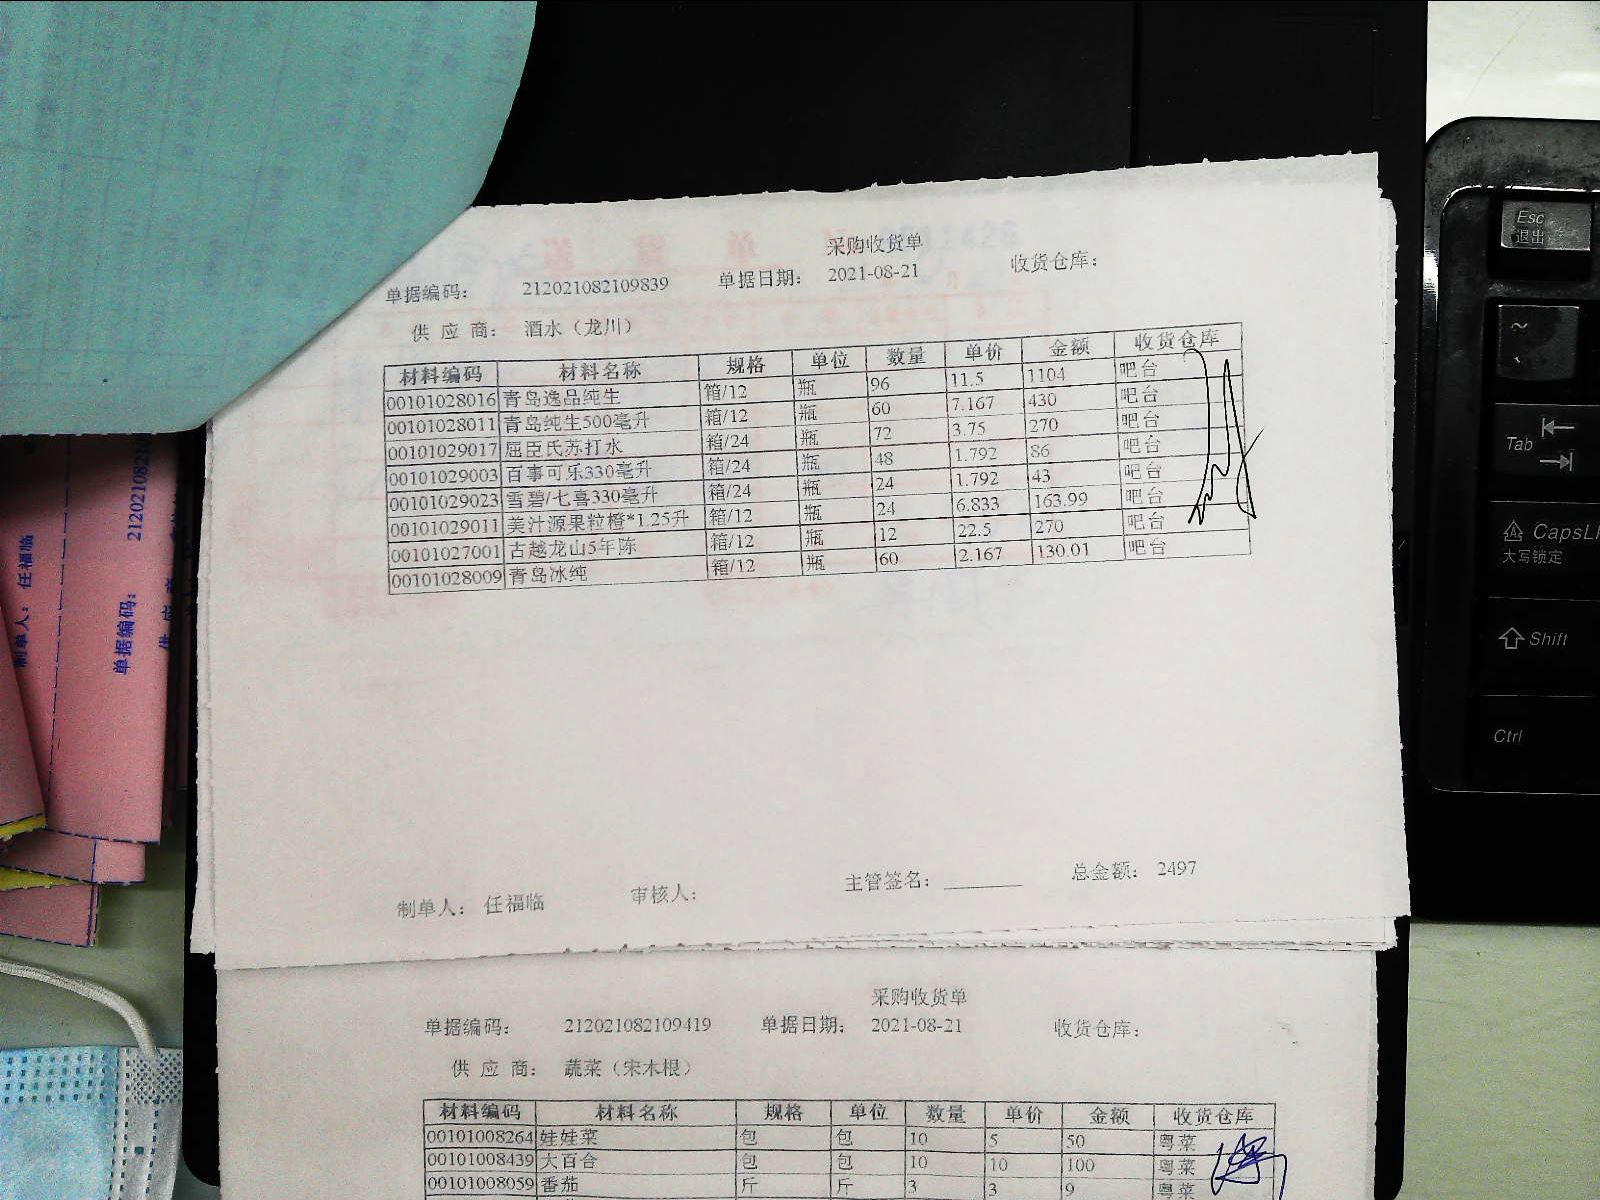 采购收货单
单据编码： 212021082109839 单据日期： 2021-08-21 收货仓库：
供 应 商： 酒水（龙川）
材料编码 材料名称 规格 单位 数量 单价 金额 收货仓库
00101028016 青岛逸品纯生 箱/12 瓶 96 11.5 1104 吧台
00101028011 青岛纯生500毫升 箱/12 瓶 60 7.167 430 吧台
00101029017 屈臣氏苏打水 箱/24 瓶 72 3.75 270 吧台
00101029003 百事可乐330毫升 箱/24 瓶 48 1.792 86 吧台
00101029023 雪碧/七喜330毫升 箱/24 瓶 24 1.792 43 吧台
00101029011 美汁源果粒橙*1.25升 箱/12 瓶 24 6.833 163.99 吧台
00101027001 古越龙山5年陈 箱/12 瓶 12 22.5 270 吧台
00101028009 青岛冰纯 箱/12 瓶 60 2.167 130.01 吧台
制单人： 任福临 审核人： 主管签名： 总金额： 2497
采购收货单
单据编码： 212021082109419 单据日期： 2021-08-21 收货仓库：
供 应 商： 蔬菜（宋木根）
材料编码 材料名称 规格 单位 数量 单价 金额 收货仓库
00101008264 娃娃菜 包 包 10 5 50 粤菜
00101008439 大百合 包 包 10 10 100 粤菜
00101008059 番茄 斤 斤 3 3 9 粤菜
制单人： 任福临
单据编码：
Esc
退出
~
Tab
CapsL
大写锁定
Shift
Ctrl